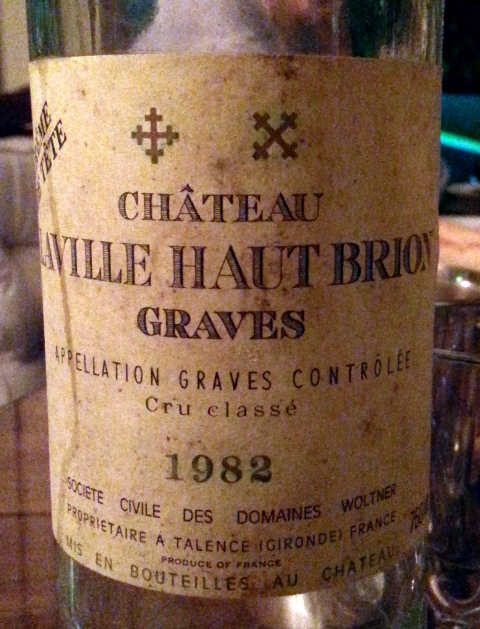 CHÂTEAU
LAVILLE HAUT BRION
GRAVES
APPELLATION GRAVES CONTRÔLÉE
Cru classé
1982
SOCIETE CIVILE DES DOMAINES WOLTNER
PROPRIETAIRE A TALENCE (GIRONDE) FRANCE
PRODUCE OF FRANCE
MIS EN BOUTEILLES AU CHATEAU